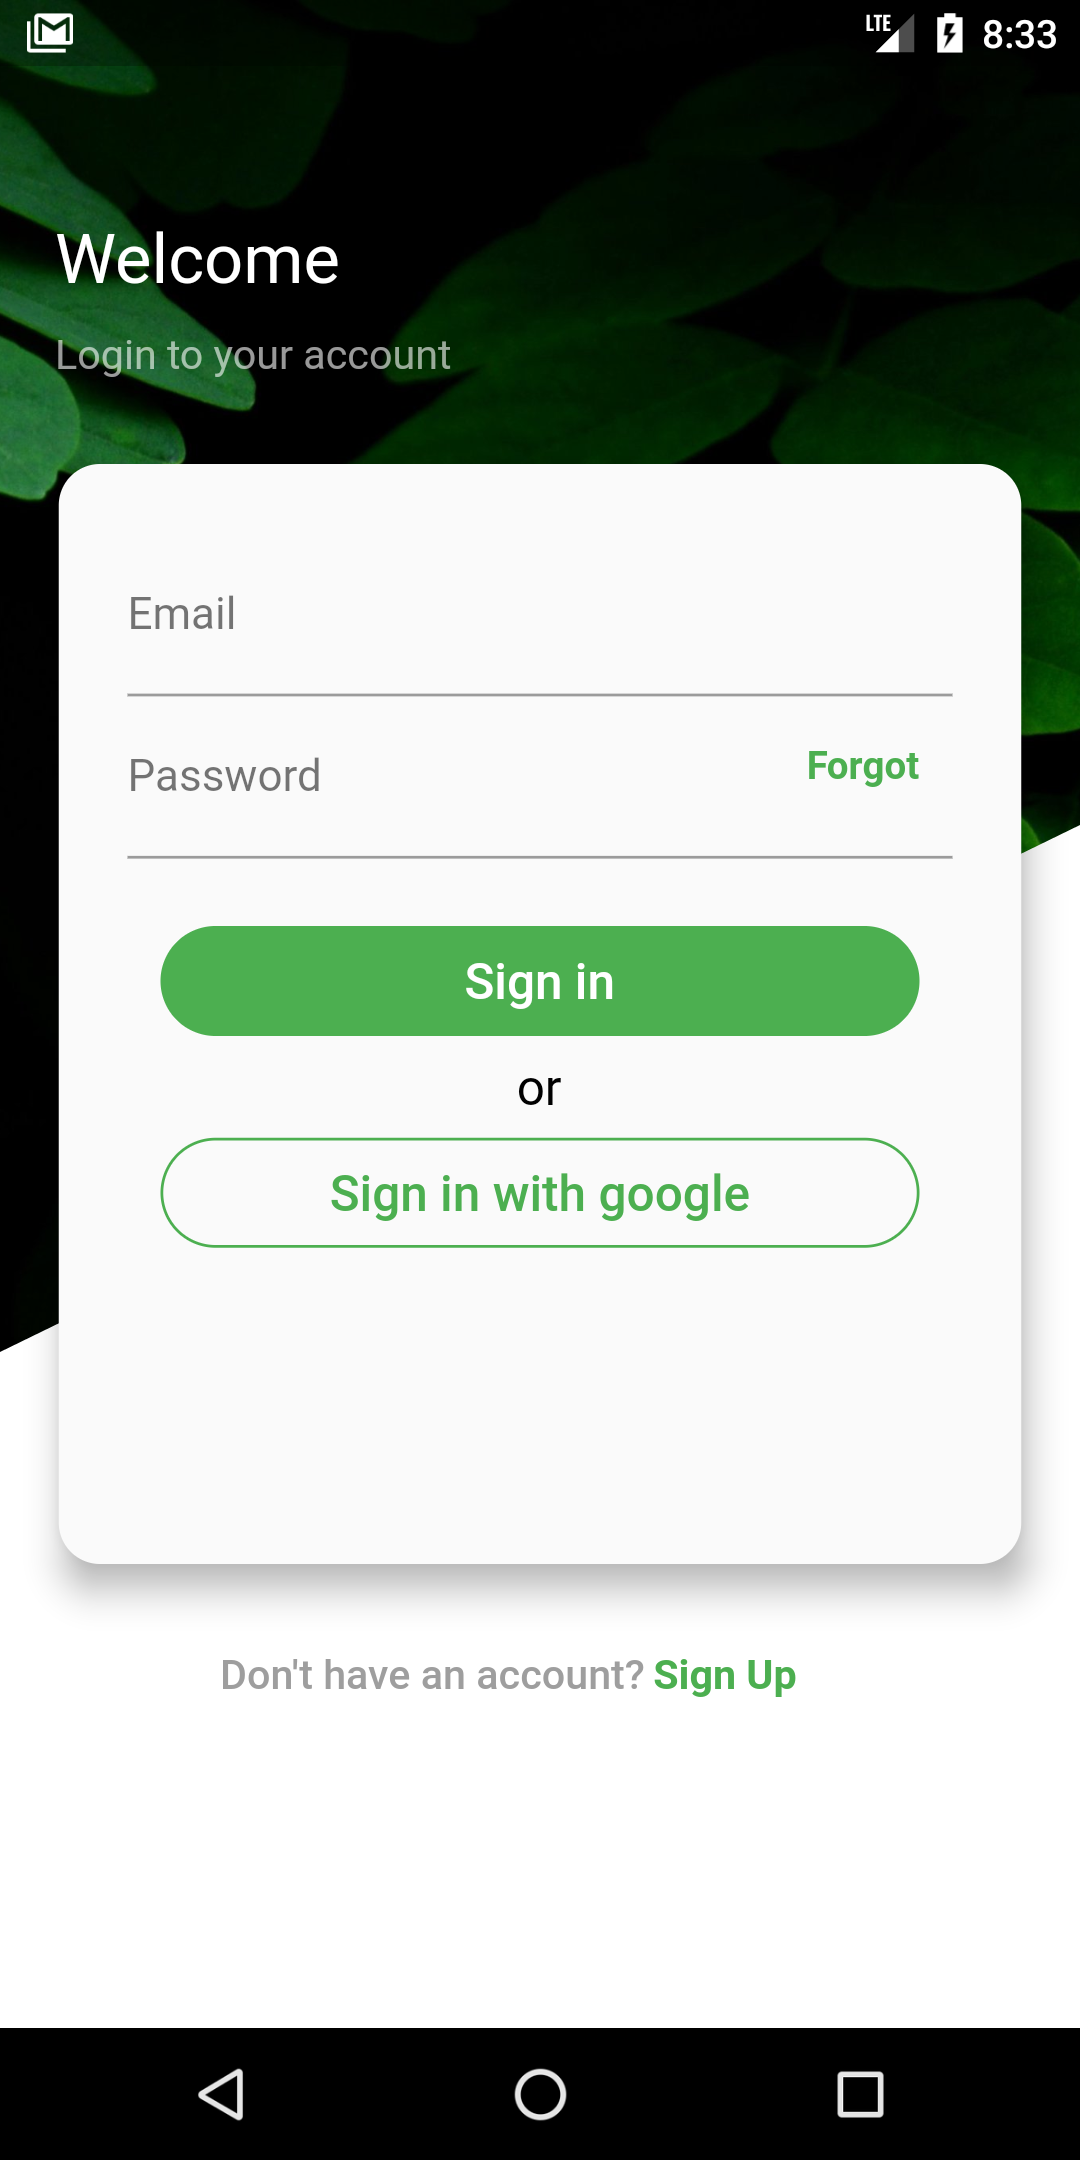 LTE 8:33
Welcome
Login to your account
Email
Password
Forgot
Sign in
or
Sign in with google
Don't have an account? Sign Up